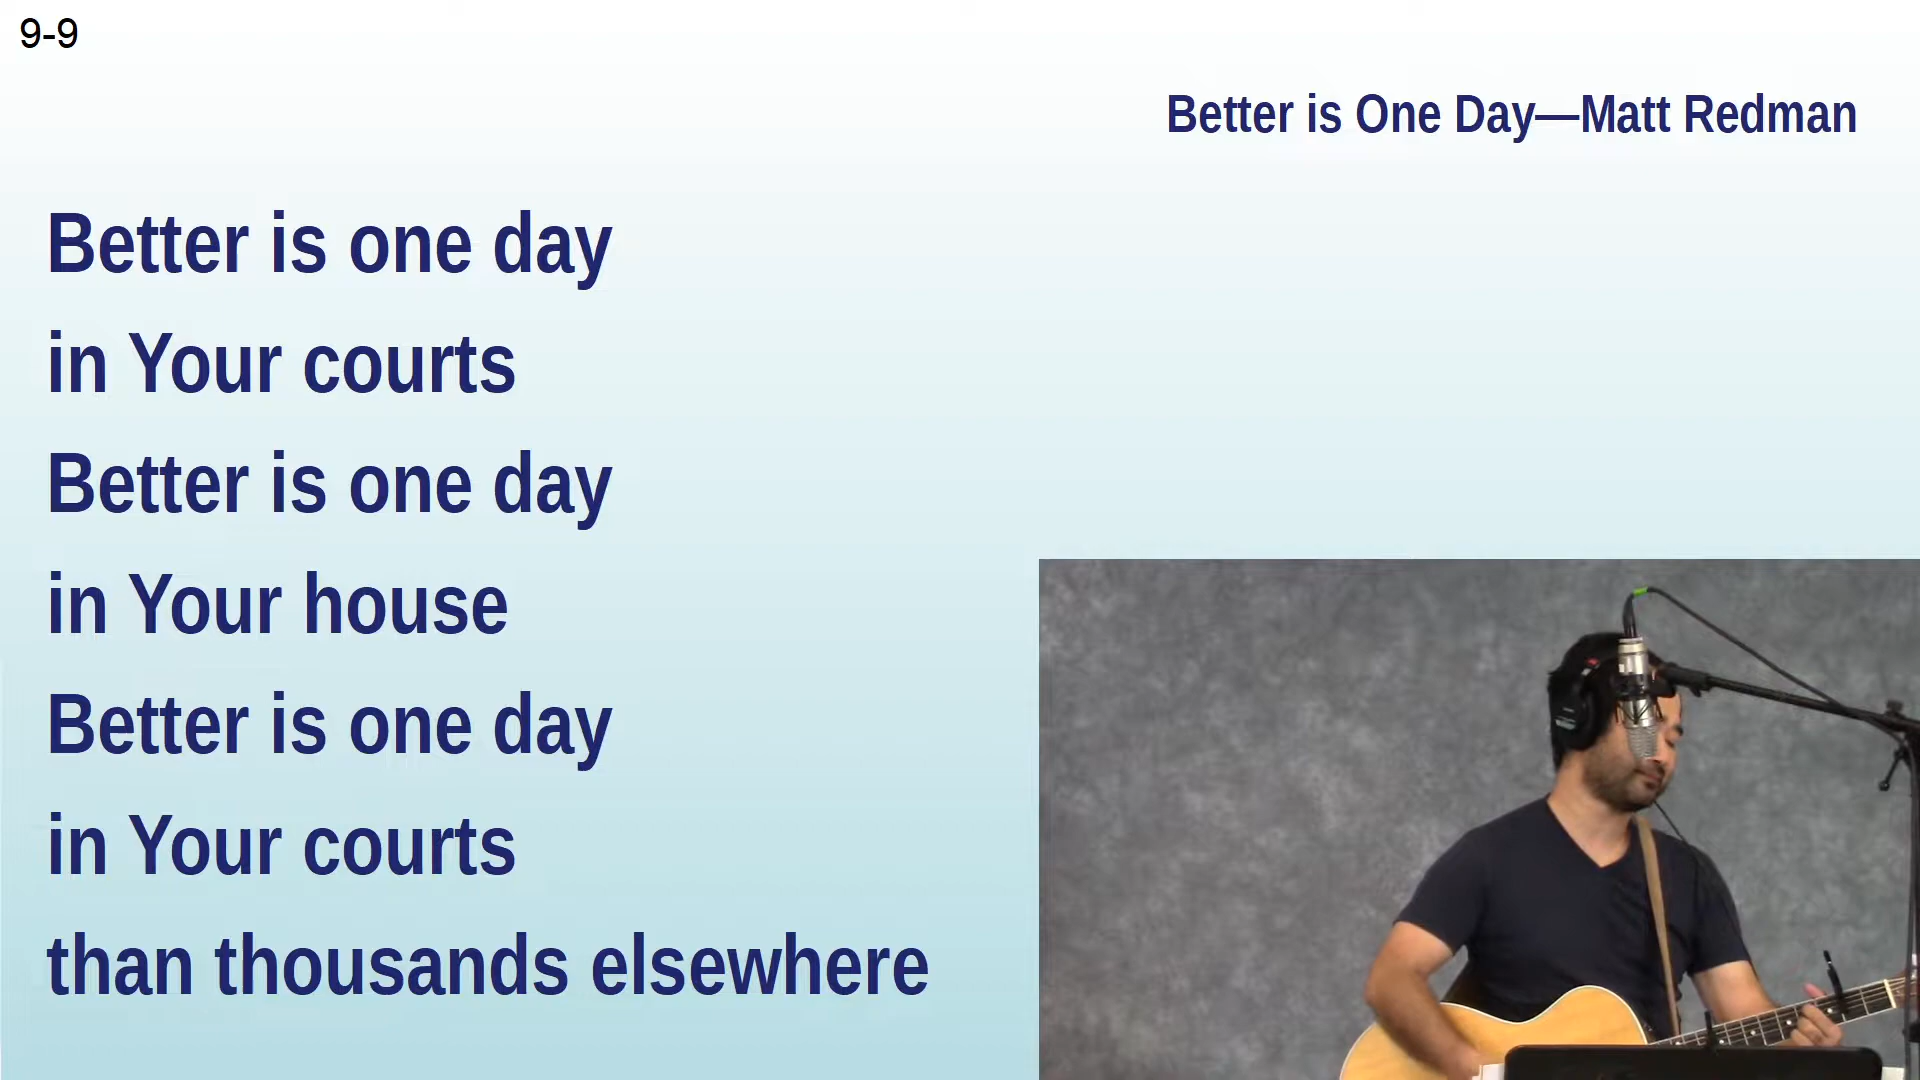 9-9
Better is One Day—Matt Redman
Better is one day
in Your courts
Better is one day
in Your house
Better is one day
in Your courts
than thousands elsewhere